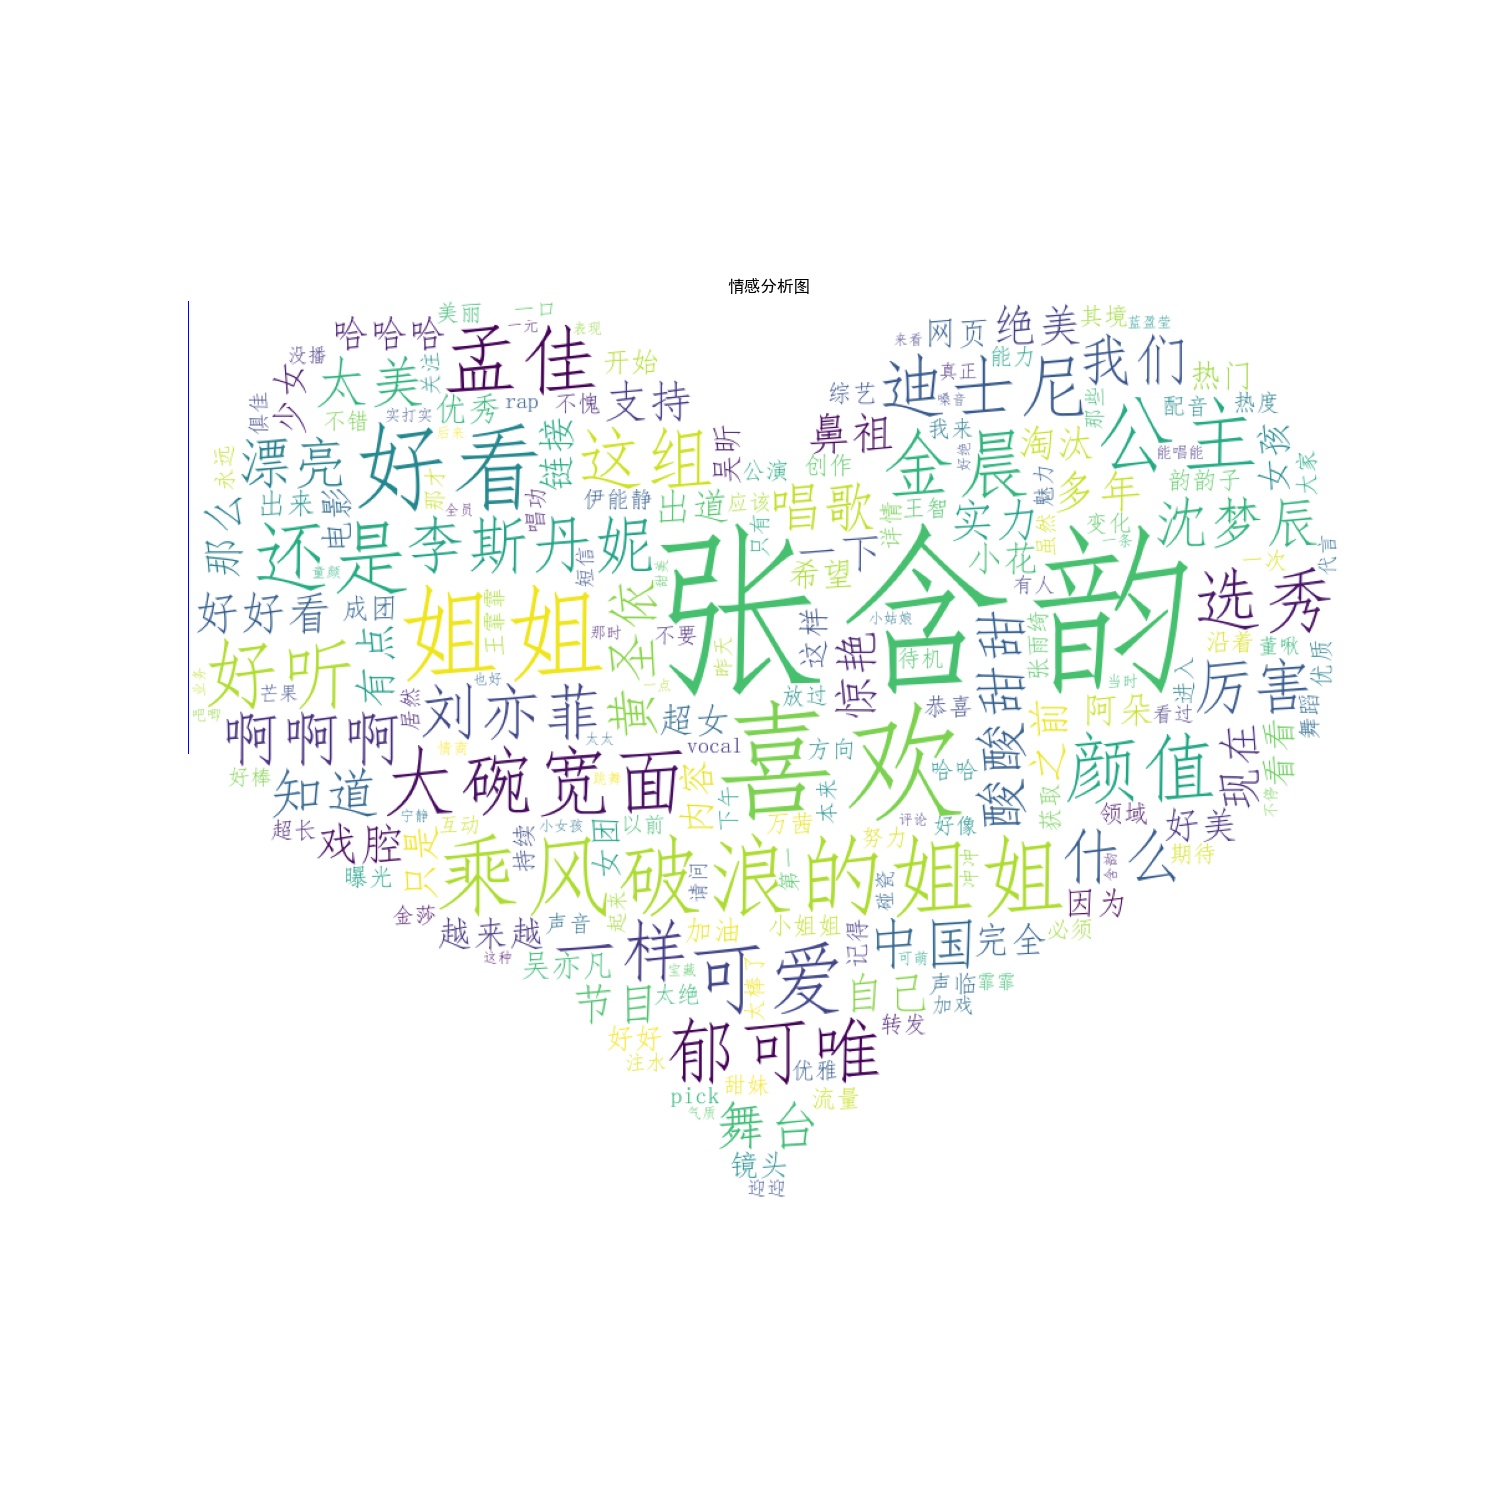 情感分析图
美丽
一口
哈哈哈
一元
表现
没播
孟佳
太美
关注
开始
少女
俱佳
不错
实打实
优秀
rap
不愧
支持
后来
永远
漂亮
好看
链接
这组
吴昕
公演
那才
出来
电影
全员
唱功
伊能静
出道
应该
那么
还是
李斯丹妮
童颜
短信
甜美
只有
来看
网页
绝美
其境
蓝盈莹
能力
我们
综艺
迪士尼
真正
嗓音
热门
那些
配音
热度
鼻祖
我来
公主
女孩
创作
金晨
好绝
淘汰
能唱能
大家
唱歌
魅力
多年
韵韵子
详情
王智
实力
虽然
变化
一条
沈梦辰
一下
希望
小花
一次
代言
张含韵
有人
选秀
好好看
成团
姐姐
王霏霏
那时
黄圣依
不要
这样
小姑娘
酸酸甜甜
张雨绮
沿着
董啾
优质
好听
有点
昨天
惊艳
待机
业务
芒果
也好
一点
放过
当时
进入
厉害
居然
刘亦菲
超女
恭喜
之前
阿朵
看过
舞蹈
啊啊啊
情商
太太
vocal
喜欢
方向
哈哈
颜值
现在
看看
好棒
知道
大碗宽面
跳舞
内容
下午
本来
获取
不停
超长
宁静
互动
小女孩
以前
万茜
评论
好像
领域
好美
戏腔
只是
持续
女团
努力
什么
期待
曝光
乘风破浪的姐姐
请问
第一
碰瓷
冲冲
含韵
金莎
起来
因为
越来越
声音
加油
小姐姐
记得
中国
完全
必须
这种
一样
吴亦凡
宝藏
可爱
可萌
节目
太绝
太棒了
自己
声临
霏霏
加戏
好好
郁可唯
转发
注水
优雅
pick
甜妹
流量
气质
舞台
镜头
迎迎